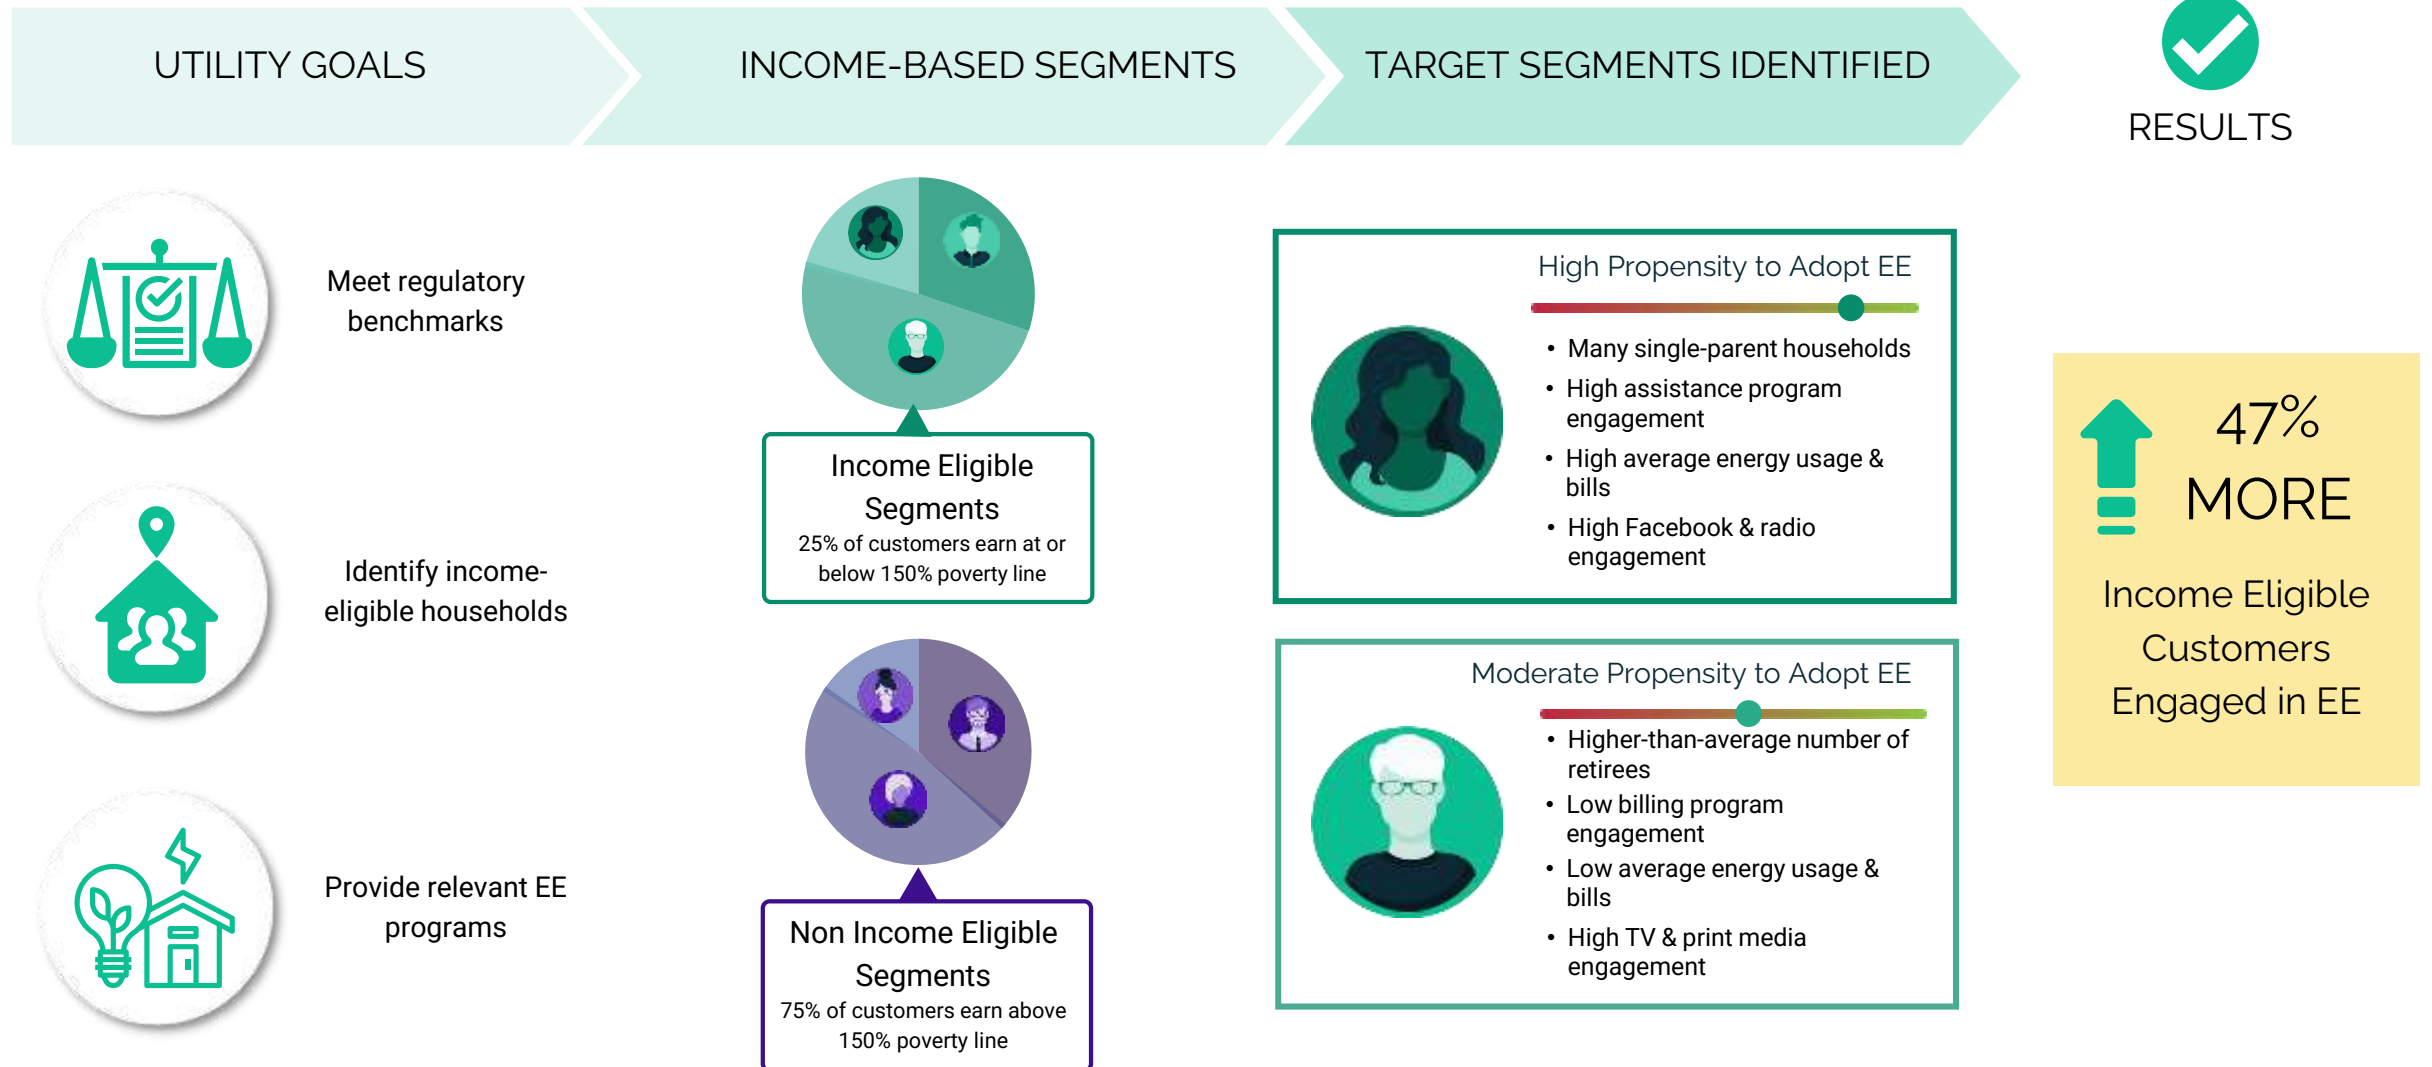 UTILITY GOALS
INCOME-BASED SEGMENTS
TARGET SEGMENTS IDENTIFIED
RESULTS
Meet regulatory
benchmarks
Identify income-
eligible households
Provide relevant EE
programs
Income Eligible
Segments
25% of customers earn at or
below 150% poverty line
Non Income Eligible
Segments
75% of customers earn above
150% poverty line
High Propensity to Adopt EE
• Many single-parent households
• High assistance program
engagement
• High average energy usage &
bills
• High Facebook & radio
engagement
Moderate Propensity to Adopt EE
• Higher-than-average number of
retirees
• Low billing program
engagement
• Low average energy usage &
bills
• High TV & print media
engagement
47%
MORE
Income Eligible
Customers
Engaged in EE